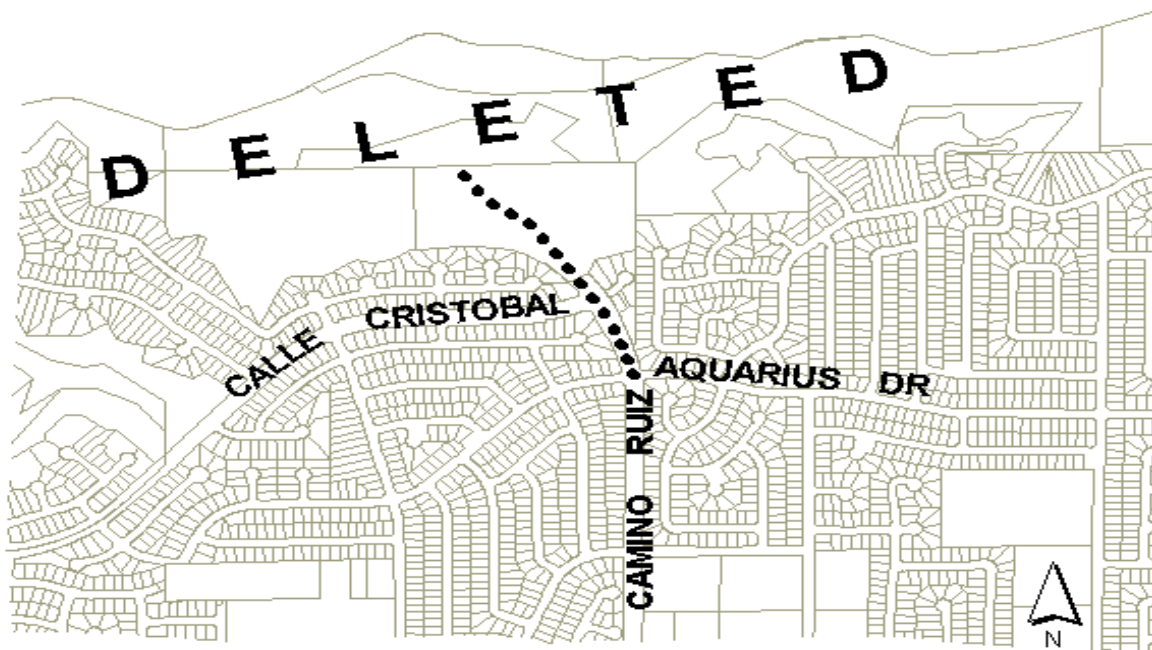 DELETED
CALLE CRISTOBAL
AQUARIUS DR
CAMINO RUIZ
N